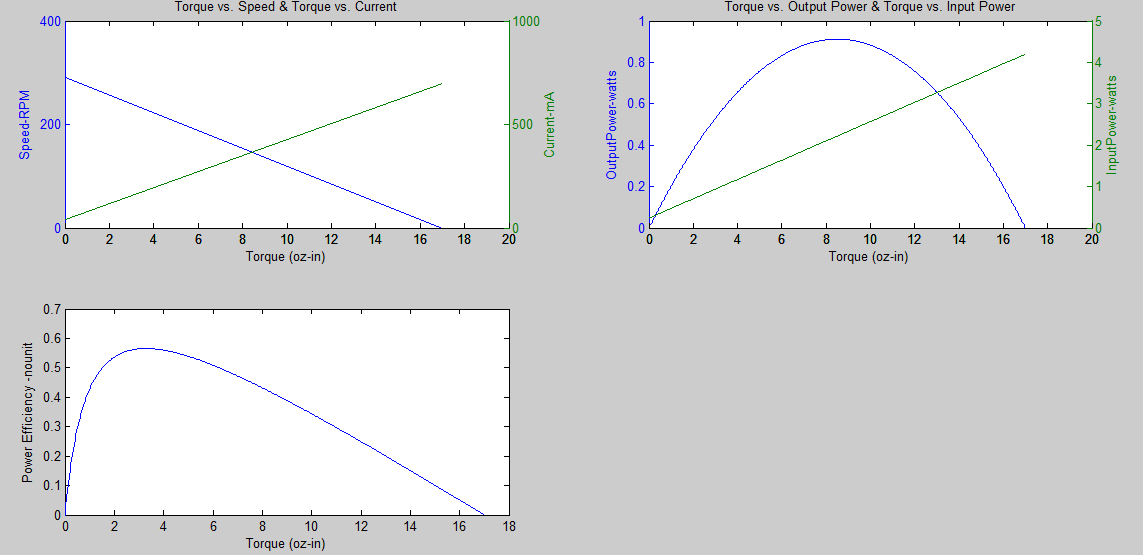 Torque vs. Speed & Torque vs. Current
400
200
0
Speed-RPM
1000
500
0
Current-mA
0 2 4 6 8 10 12 14 16 18 20
Torque (oz-in)
Torque vs. Output Power & Torque vs. Input Power
1
0.8
0.6
0.4
0.2
0
OutputPower-watts
5
4
3
2
1
0
InputPower-watts
0 2 4 6 8 10 12 14 16 18 20
Torque (oz-in)
0.7
0.6
0.5
0.4
0.3
0.2
0.1
0
Power Efficiency -nounit
0 2 4 6 8 10 12 14 16 18
Torque (oz-in)